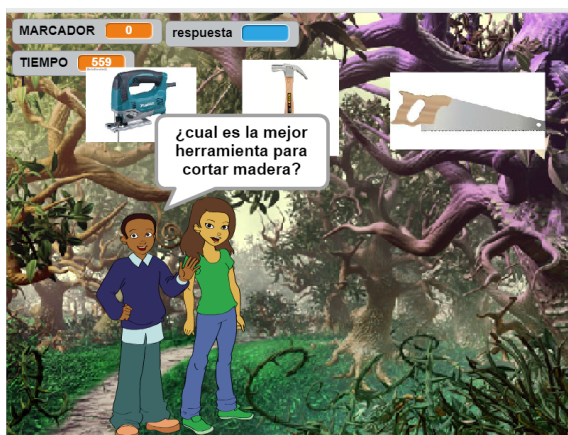 MARCADOR 0
respuesta
TIEMPO 559
¿cual es la mejor
herramienta para
cortar madera?